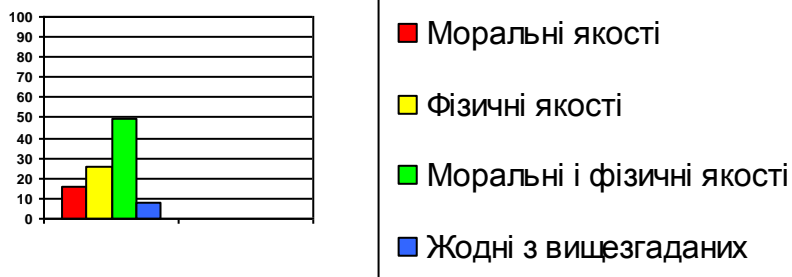 100
90
80
70
60
50
40
30
20
10
0
Моральні якості
Фізичні якості
Моральні і фізичні якості
Жодні з вищезгаданих